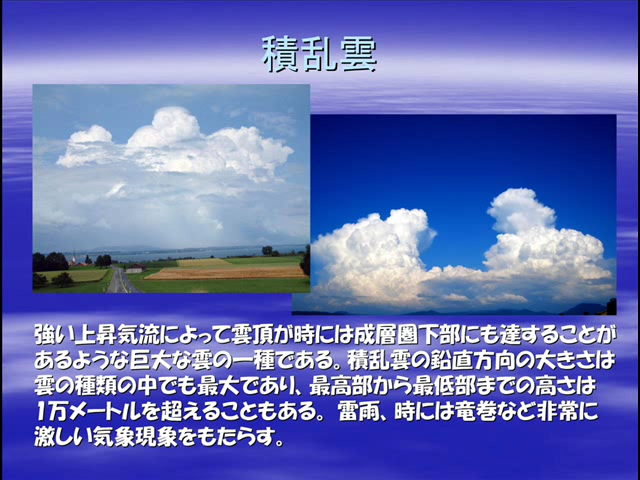 積乱雲
強い上昇気流によって雲頂が時には成層圏下部にも達することが
あるような巨大な雲の一種である。積乱雲の鉛直方向の大きさは
雲の種類の中でも最大であり、最高部から最低部までの高さは
1万メートルを超えることもある。 雷雨、時には竜巻など非常に
激しい気象現象をもたらす。